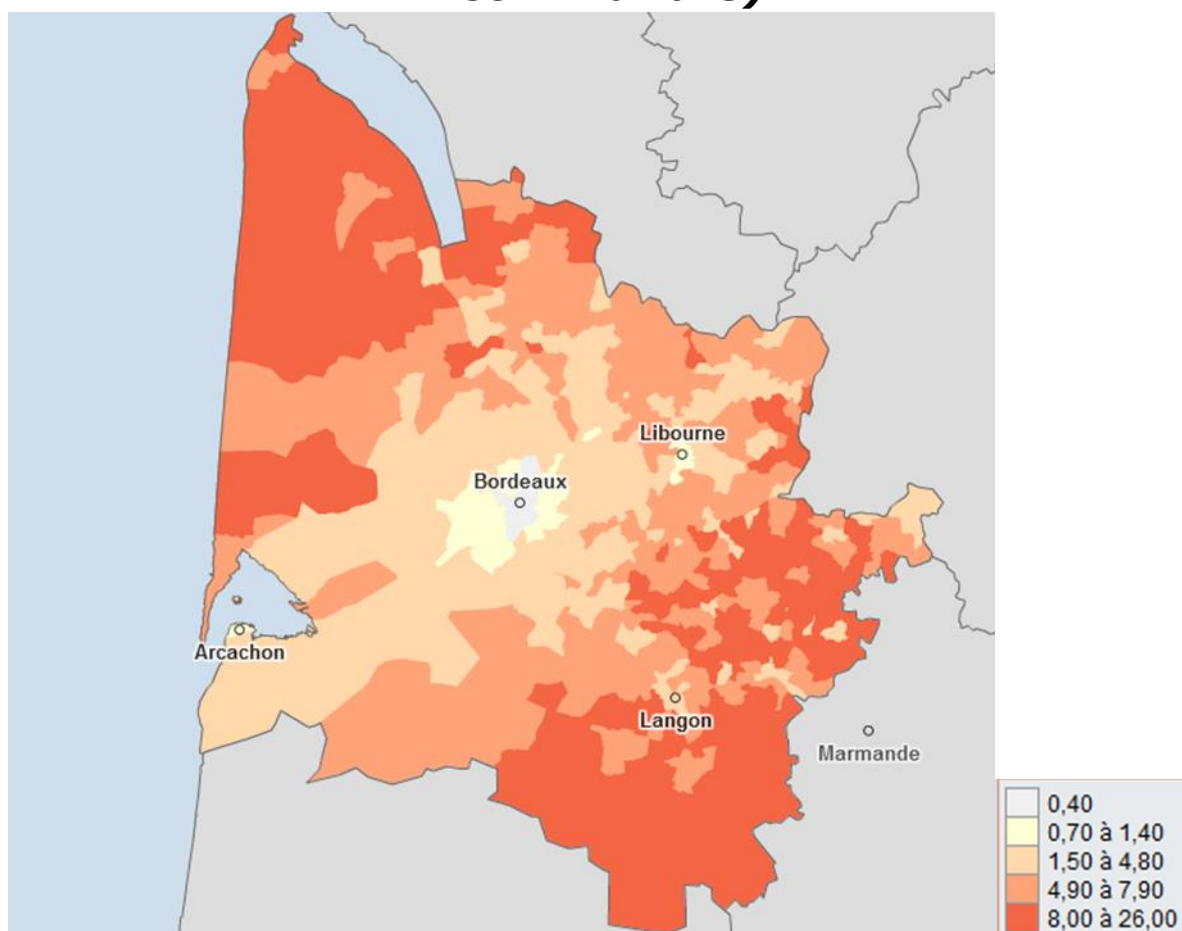 Libourne
Bordeaux
Arcachon
Langon
Marmande
0,40
0,70 à 1,40
1,50 à 4,80
4,90 à 7,90
8,00 à 26,00